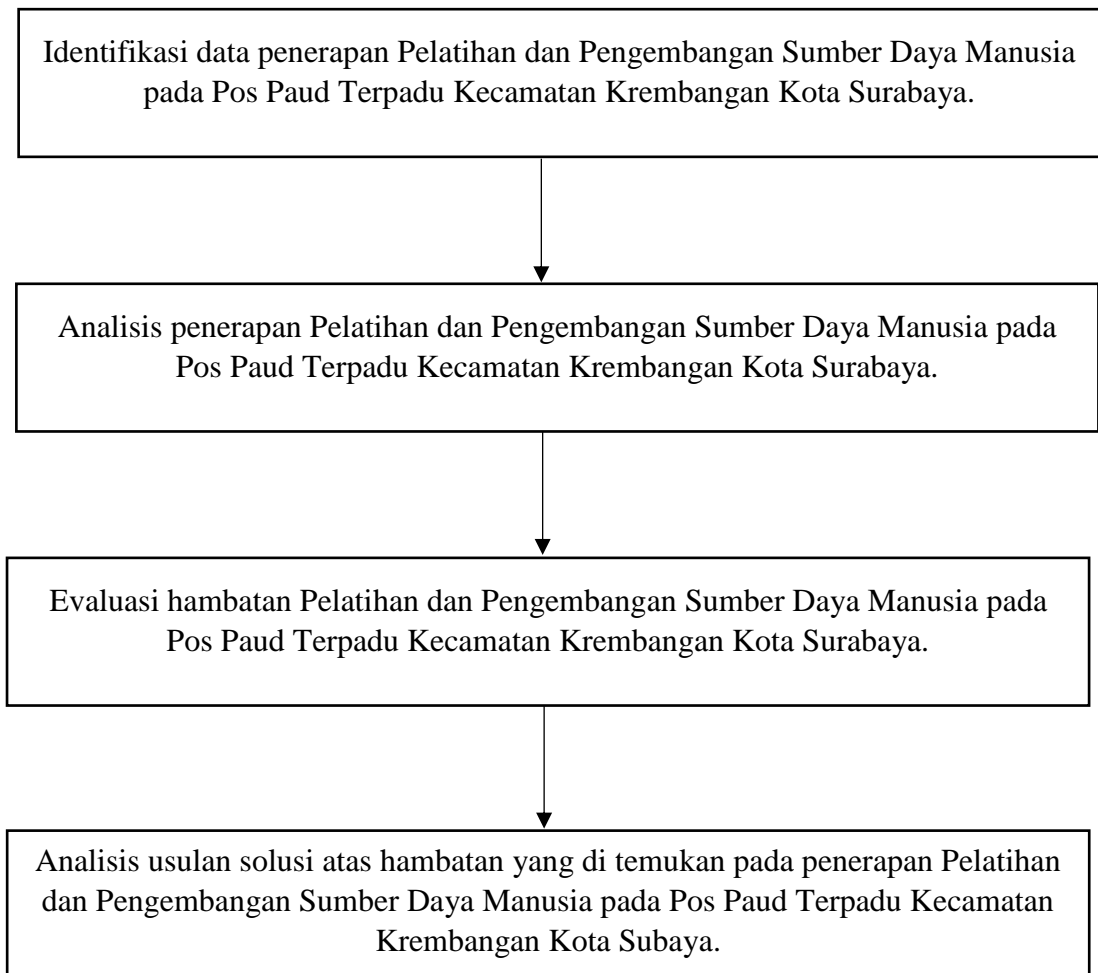 Identifikasi data penerapan Pelatihan dan Pengembangan Sumber Daya Manusia
pada Pos Paud Terpadu Kecamatan Krembangan Kota Surabaya.
Analisis penerapan Pelatihan dan Pengembangan Sumber Daya Manusia pada
Pos Paud Terpadu Kecamatan Krembangan Kota Surabaya.
Evaluasi hambatan Pelatihan dan Pengembangan Sumber Daya Manusia pada
Pos Paud Terpadu Kecamatan Krembangan Kota Surabaya.
Analisis usulan solusi atas hambatan yang di temukan pada penerapan Pelatihan
dan Pengembangan Sumber Daya Manusia pada Pos Paud Terpadu Kecamatan
Krembangan Kota Subaya.